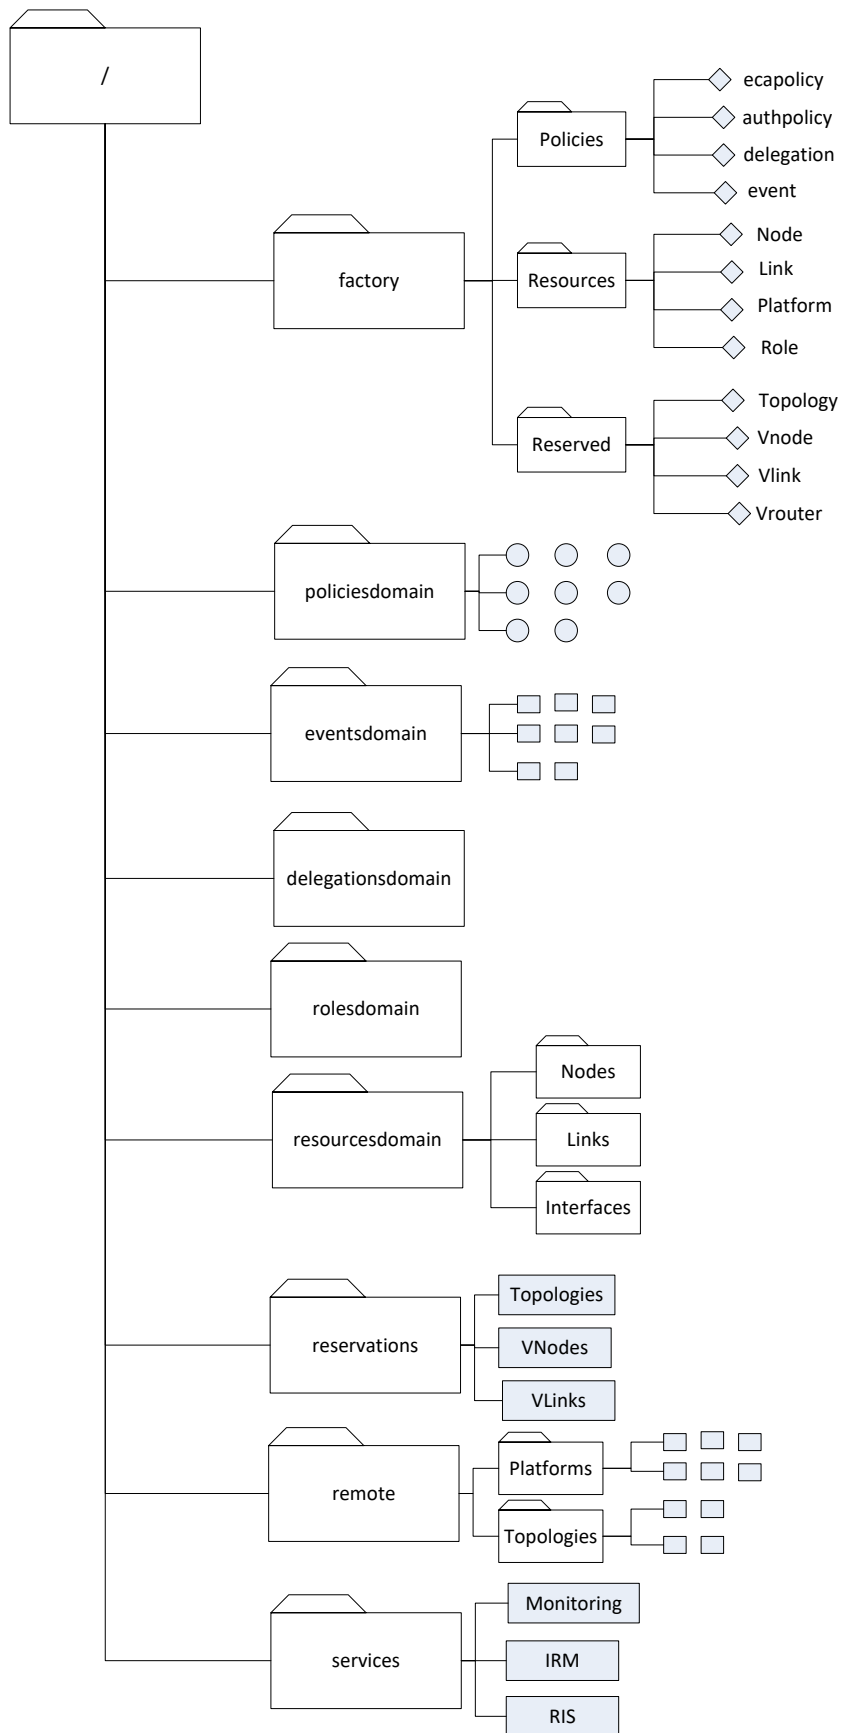 /
factory
Policies
ecapolicy
authpolicy
delegation
event
Resources
Node
Link
Platform
Role
Reserved
Topology
Vnode
Vlink
Vrouter
policiesdomain
eventsdomain
delegationsdomain
rolesdomain
resourcesdomain
Nodes
Links
Interfaces
reservations
Topologies
VNodes
VLinks
remote
Platforms
Topologies
services
Monitoring
IRM
RIS